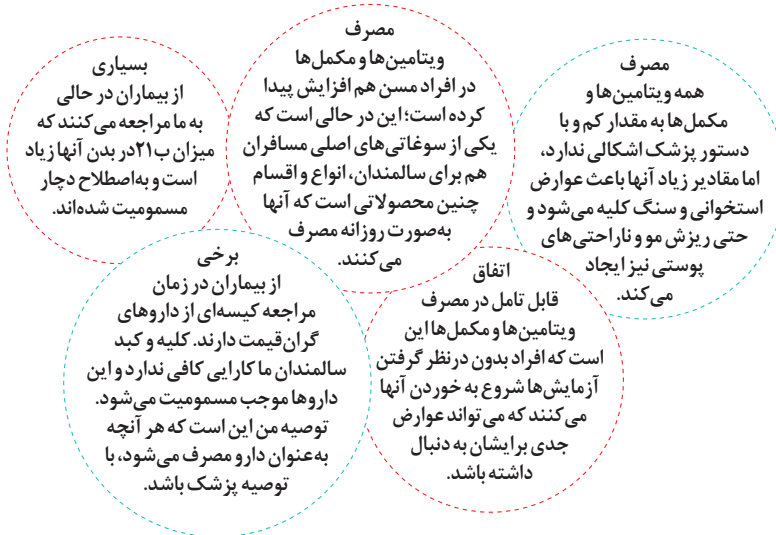 مصرف
همه ویتامین‌ها و
مکمل‌ها به مقدار کم و با
دستور پزشک اشکالی ندارد،
اما مقادیر زیاد آنها باعث عوارض
استخوانی و سنگ کلیه می‌شود و
حتی ریزش مو و ناراحتی‌های
پوستی نیز ایجاد
می‌کند.
مصرف
ویتامین‌ها و مکمل‌ها
در افراد مسن هم افزایش پیدا
کرده است؛ این در حالی است که
یکی از سوغاتی‌های اصلی مسافران
هم برای سالمندان، انواع و اقسام
چنین محصولاتی است که آنها
به‌صورت روزانه مصرف
می‌کنند.
بسیاری
از بیماران در حالی
به ما مراجعه می‌کنند که
میزان ب۲۱در بدن آنها زیاد
است و به‌اصطلاح دچار
مسمومیت شده‌اند.
اتفاق
قابل تامل در مصرف
ویتامین‌ها و مکمل‌ها این
است که افراد بدون درنظر گرفتن
آزمایش‌ها شروع به خوردن آنها
می‌کنند که می‌تواند عوارض
جدی برایشان به دنبال
داشته باشد.
برخی
از بیماران در زمان
مراجعه کیسه‌ای از داروهای
گران‌قیمت دارند. کلیه و کبد
سالمندان ما کارایی کافی ندارد و این
داروها موجب مسمومیت می‌شود.
توصیه من این است که هر آنچه
به‌عنوان دارو مصرف می‌شود، با
توصیه پزشک باشد.